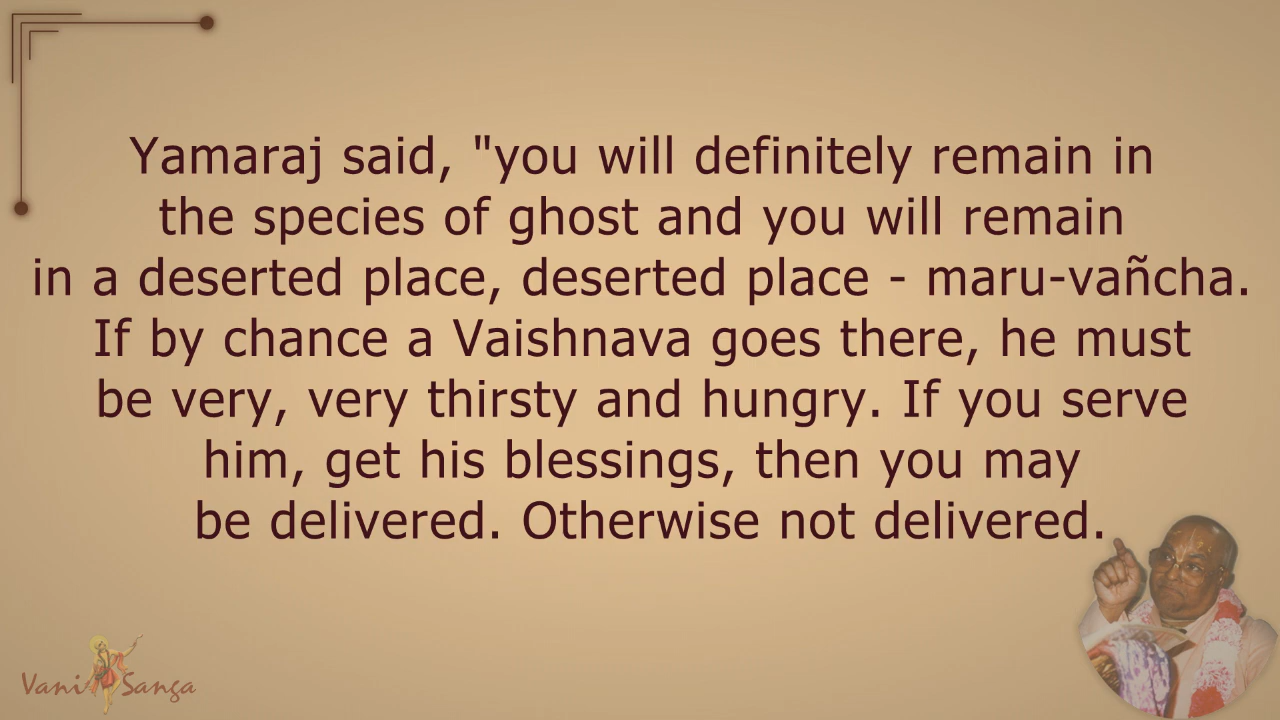 Yamaraj said, "you will definitely remain in
the species of ghost and you will remain
in a deserted place, deserted place - maru-vañcha.
If by chance a Vaishnava goes there, he must
be very, very thirsty and hungry. If you serve
him, get his blessings, then you may
be delivered. Otherwise not delivered.
Vani Sanga